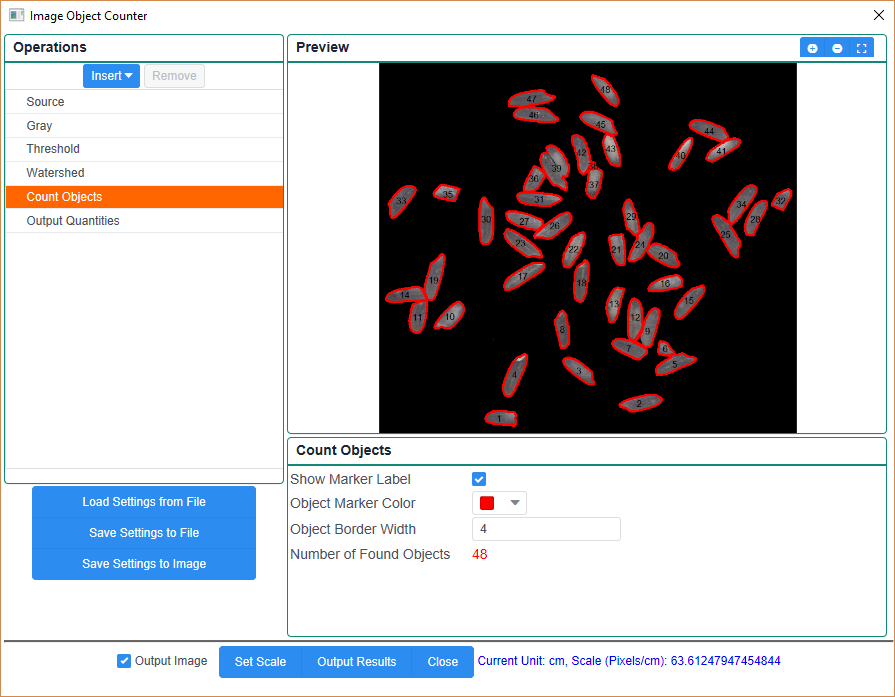 Image Object Counter
Operations
Insert
Remove
Source
Gray
Threshold
Watershed
Count Objects
Output Quantities
Load Settings from File
Save Settings to File
Save Settings to Image
Preview
48
47
46
45
44
43
42
41
40
39
38
37
36
35
34
33
32
31
30
29
28
27
26
25
24
23
22
21
20
19
18
17
16
15
14
13
12
11
10
9
8
7
6
5
4
3
2
1
Count Objects
Show Marker Label
Object Marker Color
Object Border Width 4
Number of Found Objects 48
Output Image Set Scale Output Results Close Current Unit: cm, Scale (Pixels/cm): 63.61247947454844